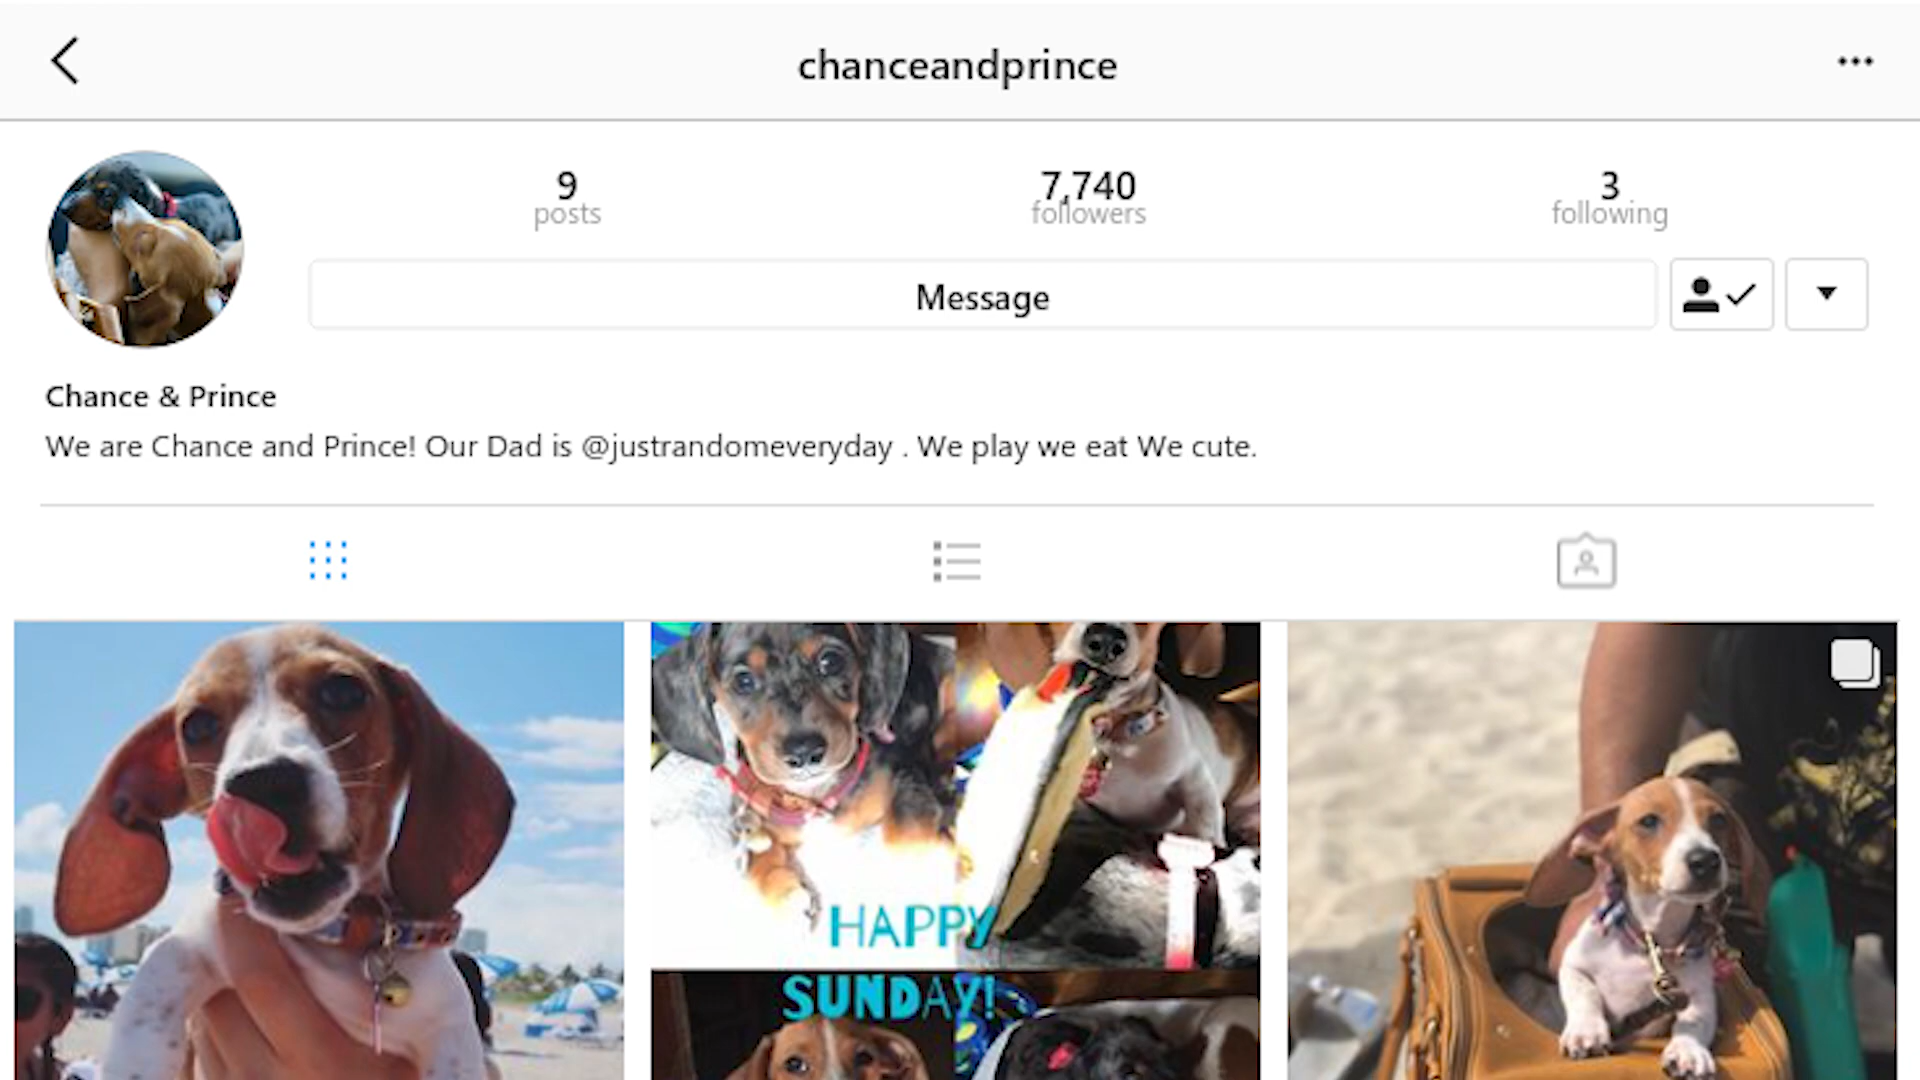 chanceandprince
9
posts
7,740
followers
3
following
Message
Chance & Prince
We are Chance and Prince! Our Dad is @justrandomeveryday . We play we eat We cute.
HAPPY
SUNDAY!